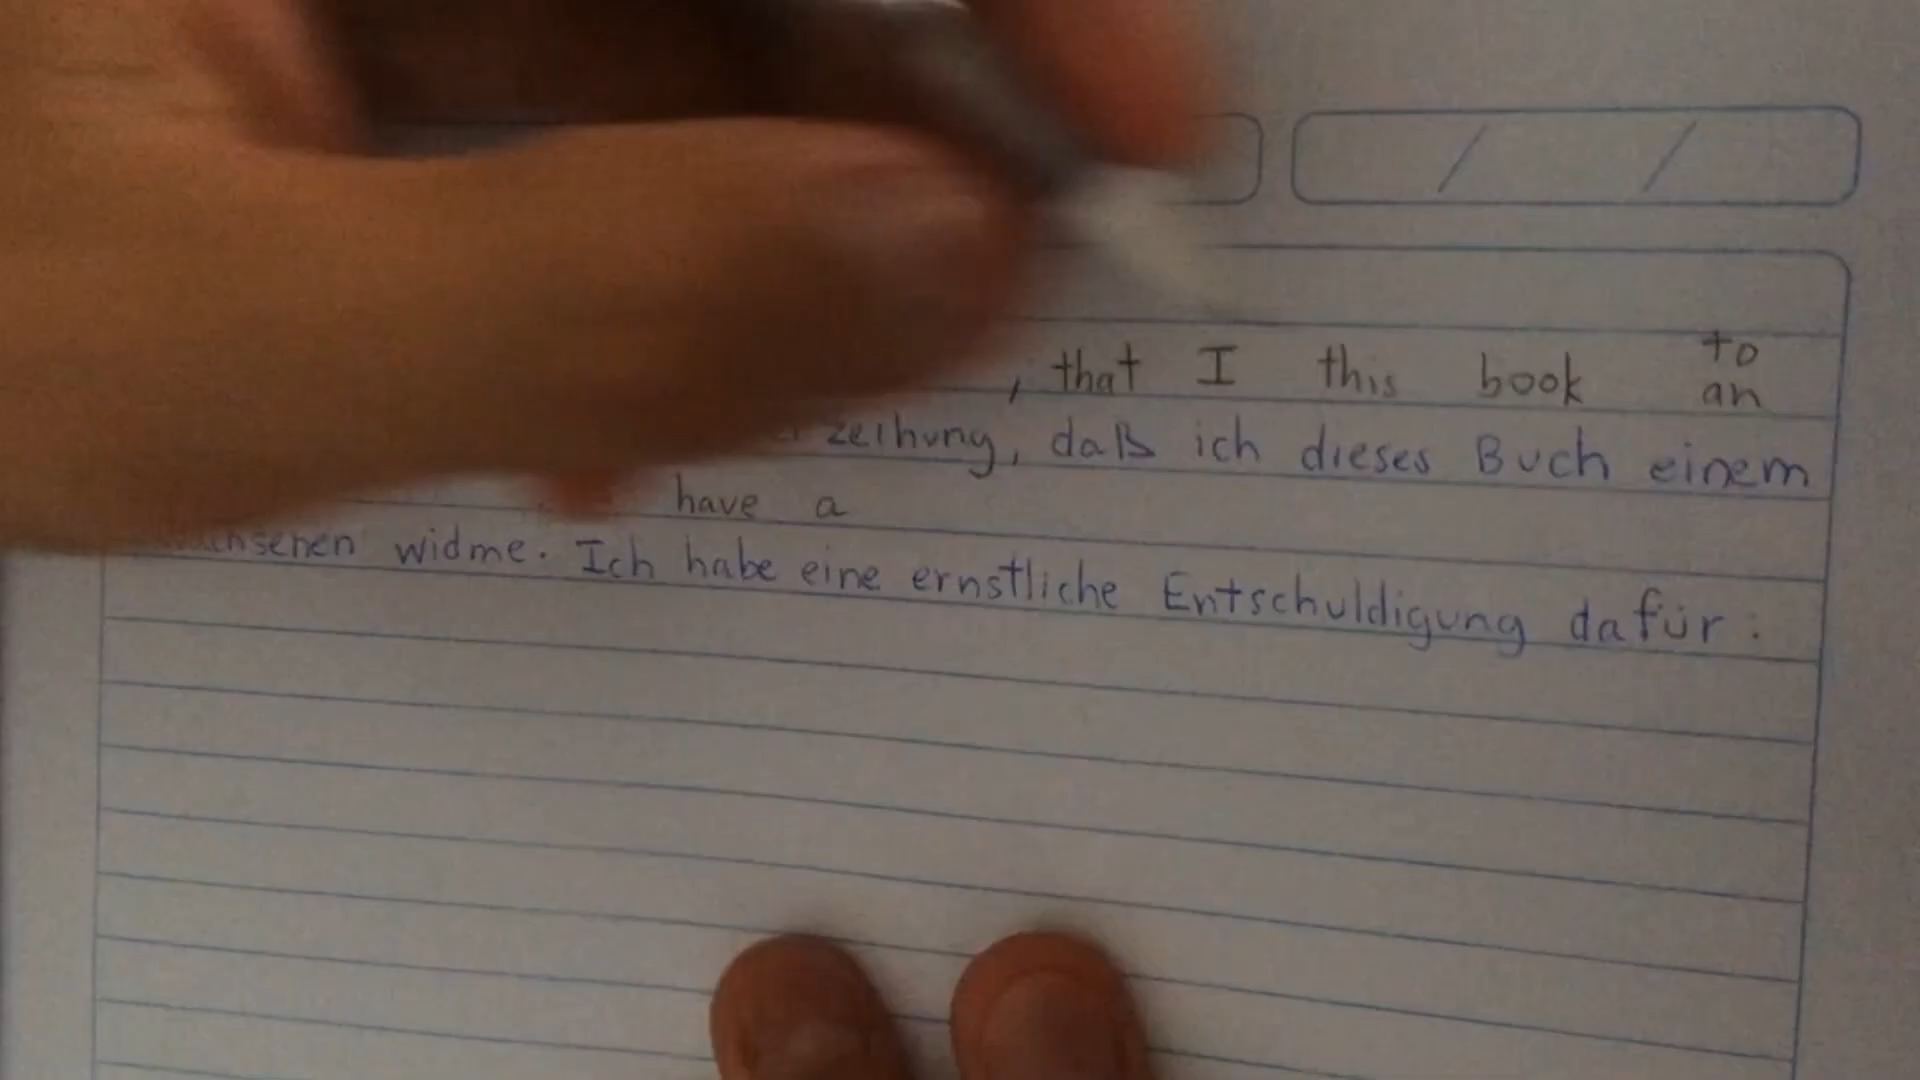 , that I this book to an
zeihung, daß ich dieses Buch einem
have a
widme. Ich habe eine ernstliche Entschuldigung dafür: